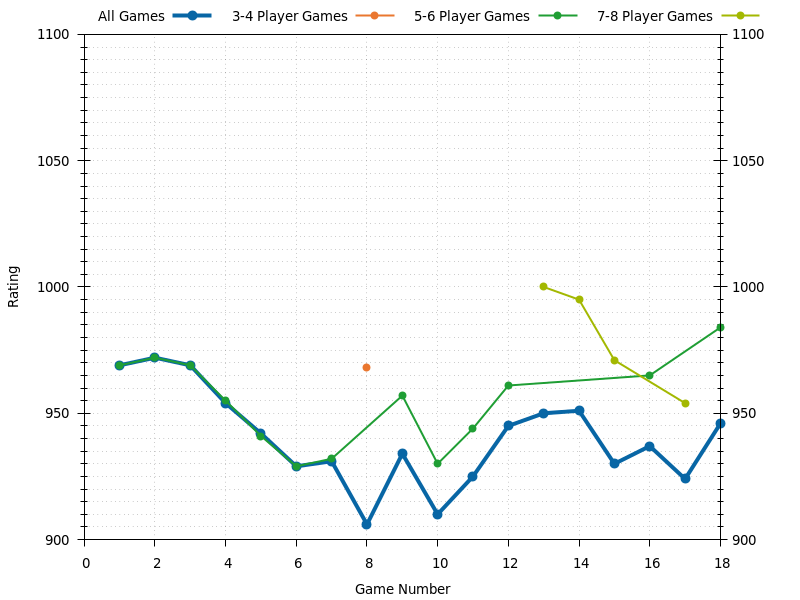 All Games 3-4 Player Games 5-6 Player Games 7-8 Player Games
1100 1100
1050 1050
1000 1000
950 950
900 900
Rating
0 2 4 6 8 10 12 14 16 18
Game Number